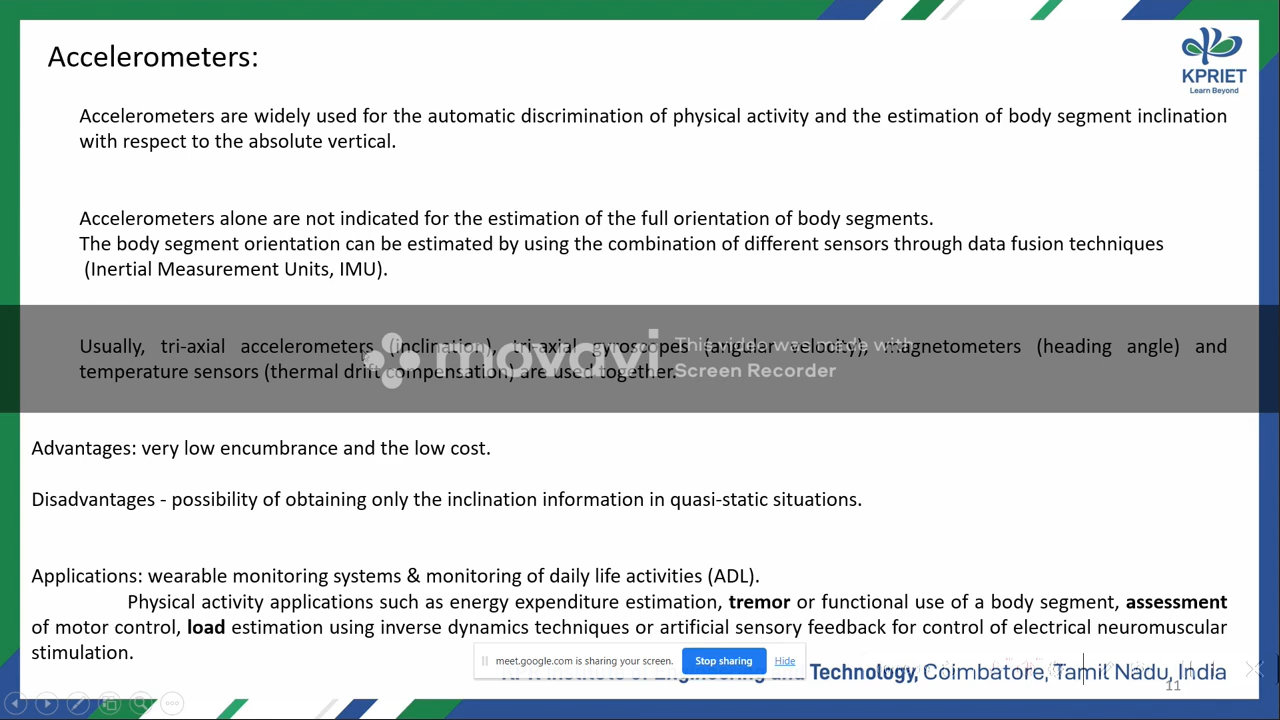 Accelerometers:
KPRIET
Learn Beyond
Accelerometers are widely used for the automatic discrimination of physical activity and the estimation of body segment inclination
with respect to the absolute vertical.
Accelerometers alone are not indicated for the estimation of the full orientation of body segments.
The body segment orientation can be estimated by using the combination of different sensors through data fusion techniques
(Inertial Measurement Units, IMU).
Usually, tri-axial accelerometers (inclination), tri-axial gyroscopes (angular velocity), magnetometers (heading angle) and
temperature sensors (thermal drift compensation) are used together.
movavi
This video was made with
Screen Recorder
Advantages: very low encumbrance and the low cost.
Disadvantages - possibility of obtaining only the inclination information in quasi-static situations.
Applications: wearable monitoring systems & monitoring of daily life activities (ADL).
Physical activity applications such as energy expenditure estimation, tremor or functional use of a body segment, assessment
of motor control, load estimation using inverse dynamics techniques or artificial sensory feedback for control of electrical neuromuscular
stimulation.
meet.google.com is sharing your screen.
Stop sharing
Hide
Technology, Coimbatore, Tamil Nadu, India
11